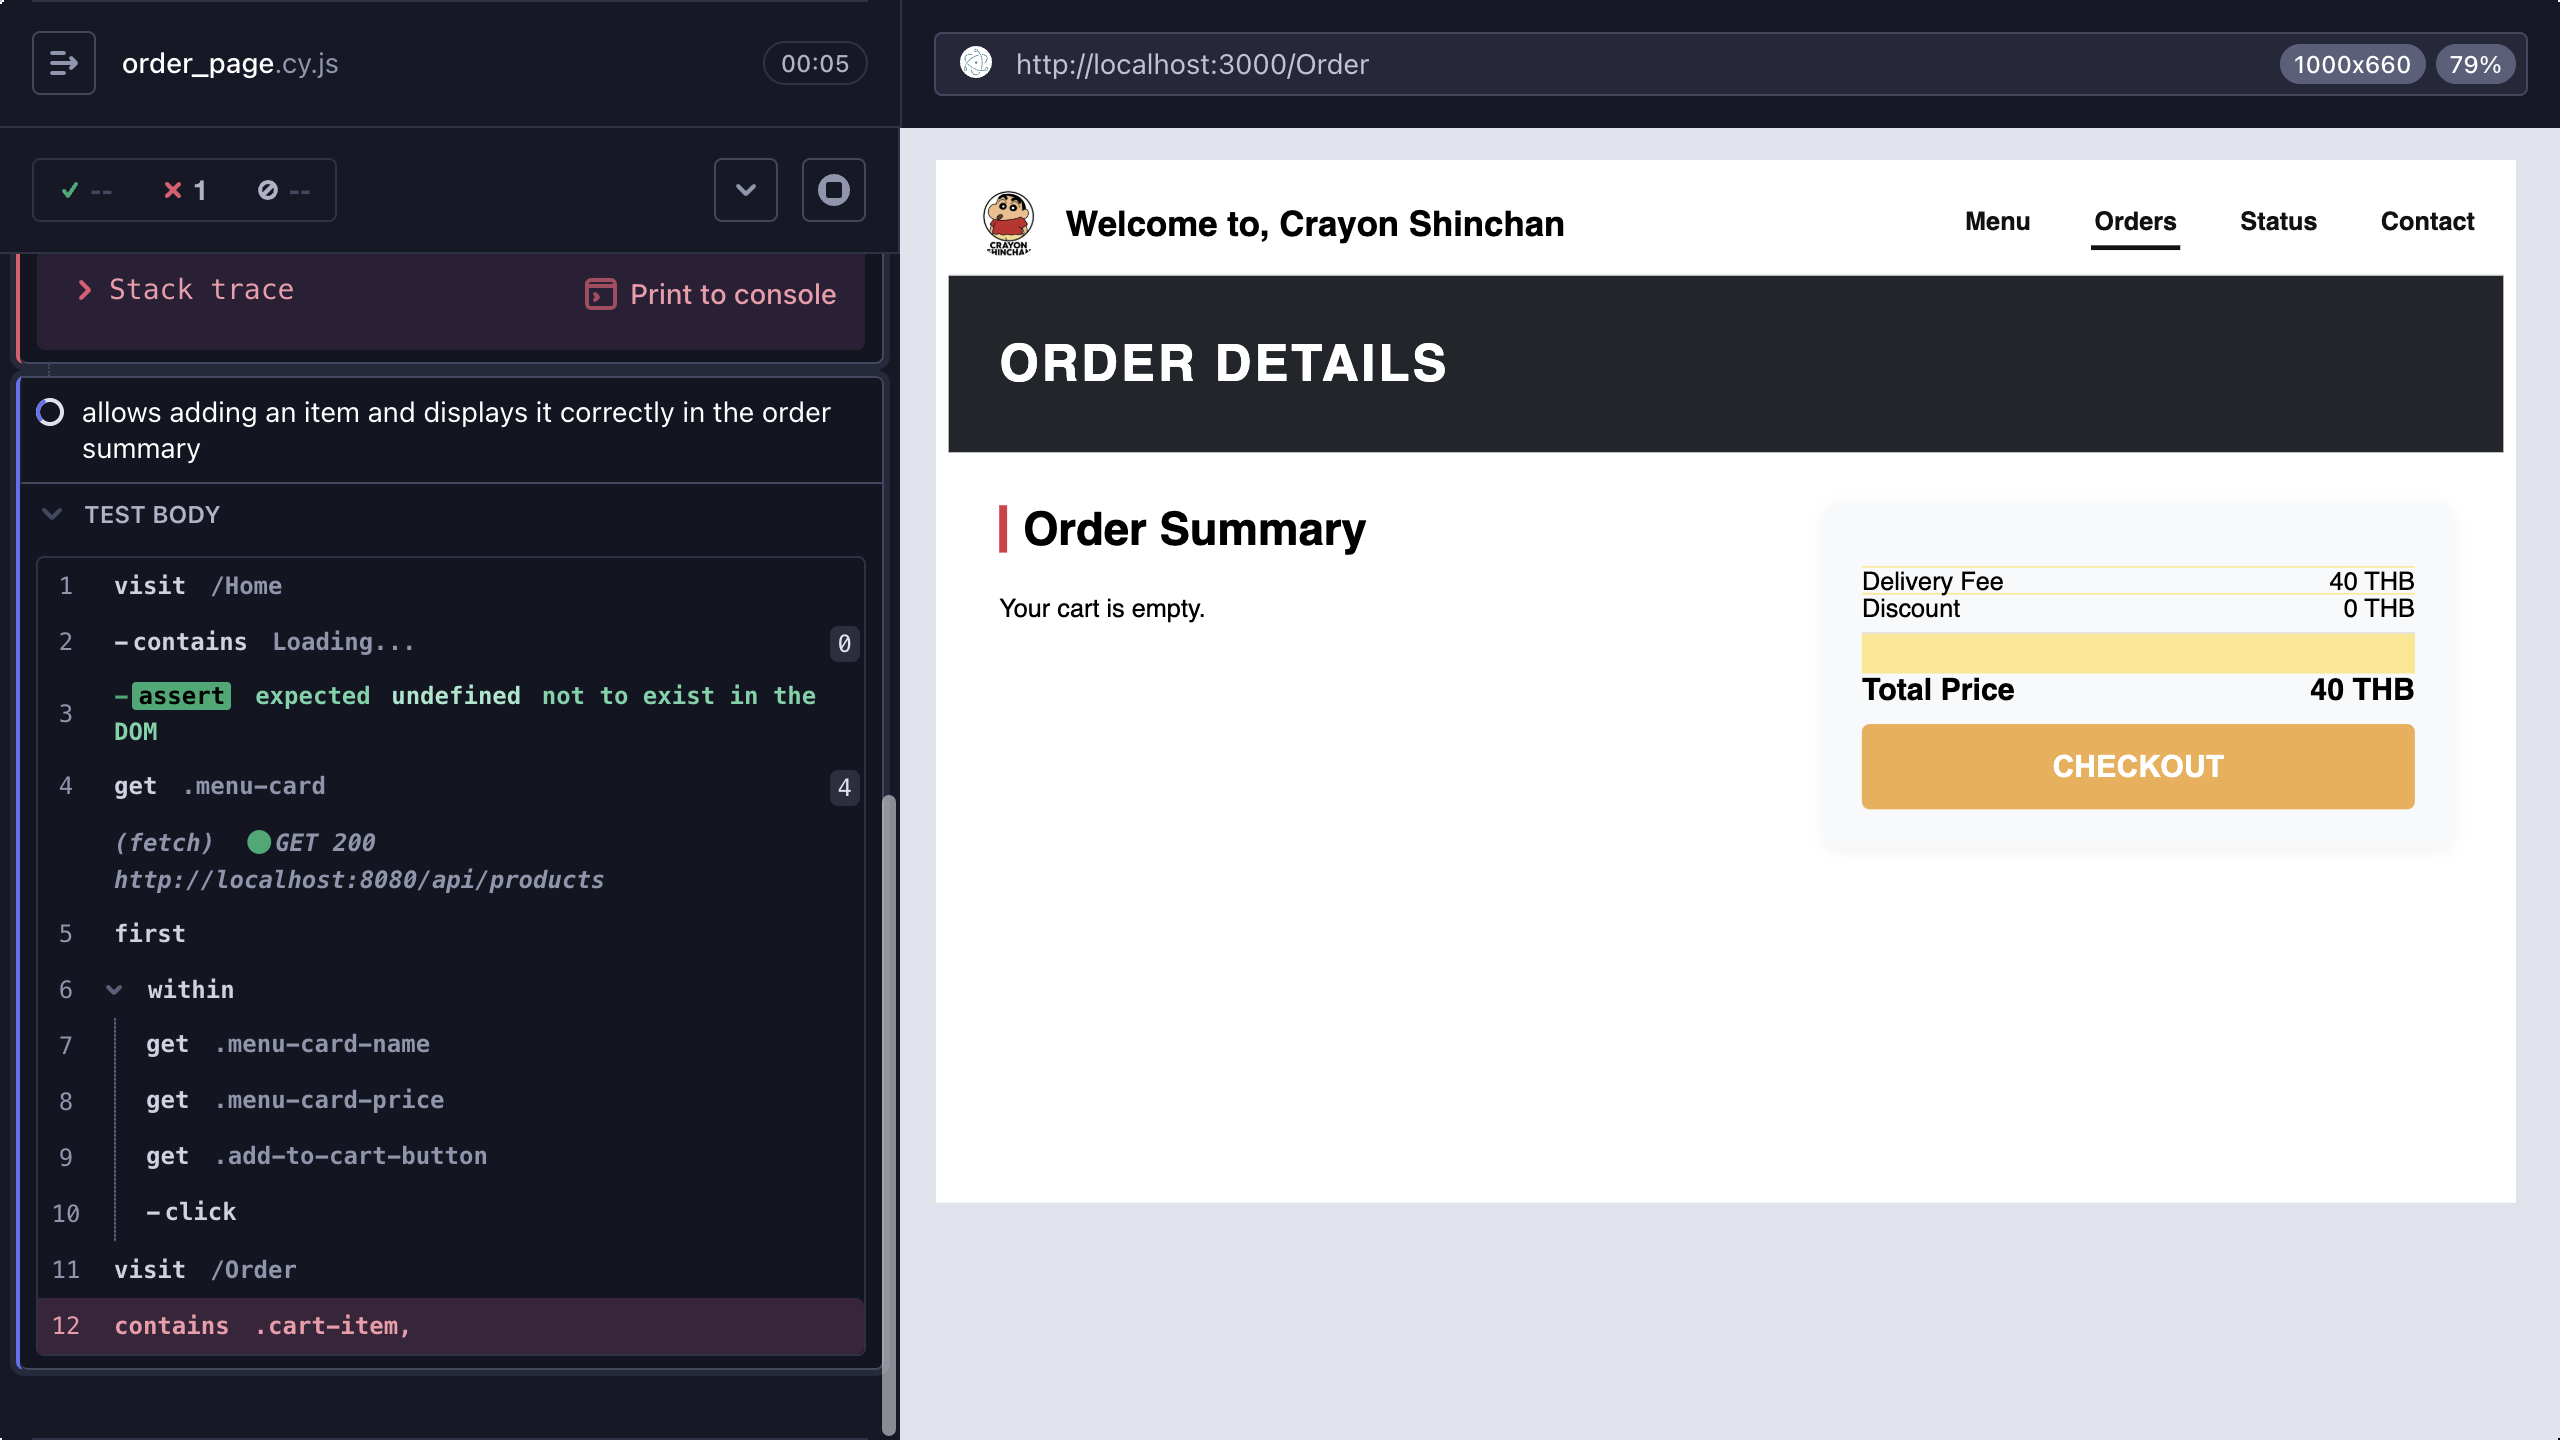 order_page.cy.js
00:05
--
1
--
Stack trace
Print to console
allows adding an item and displays it correctly in the order
summary
TEST BODY
1 visit /Home
2 -contains Loading... 0
3 -assert expected undefined not to exist in the
DOM
4 get .menu-card 4
(fetch) GET 200
http://localhost:8080/api/products
5 first
6 within
7 get .menu-card-name
8 get .menu-card-price
9 get .add-to-cart-button
10 -click
11 visit /Order
12 contains .cart-item,
http://localhost:3000/Order
1000x660
79%
CRAYON
SHINCHAN
Welcome to, Crayon Shinchan
Menu
Orders
Status
Contact
ORDER DETAILS
Order Summary
Your cart is empty.
Delivery Fee 40 THB
Discount 0 THB
Total Price 40 THB
CHECKOUT